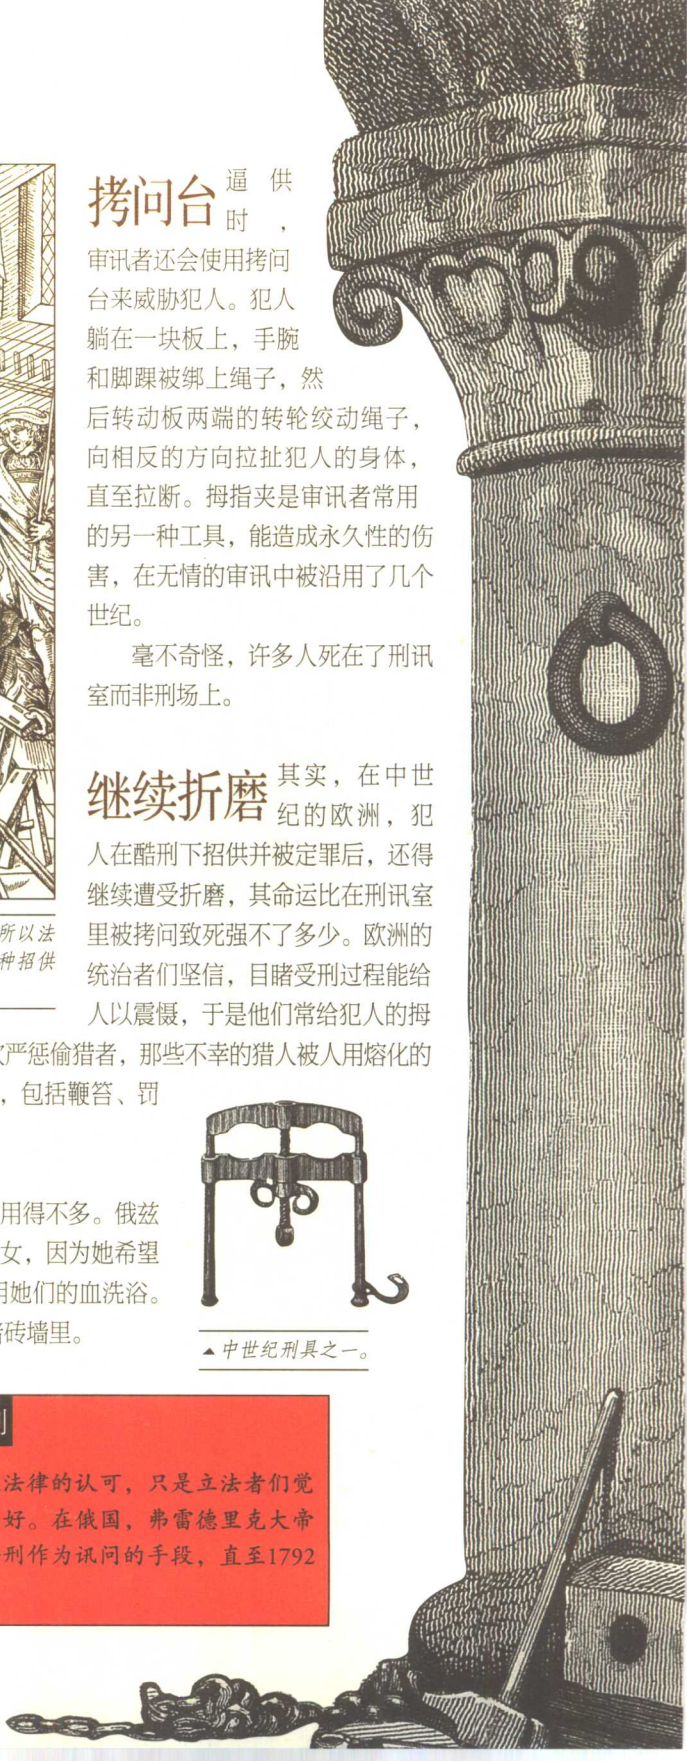 拷问台 逼供
时，
审讯者还会使用拷问
台来威胁犯人。犯人
躺在一块板上，手腕
和脚踝被绑上绳子，然
后转动板两端的转轮绞动绳子，
向相反的方向拉扯犯人的身体，
直至拉断。拇指夹是审讯者常用
的另一种工具，能造成永久性的伤
害，在无情的审讯中被沿用了几个
世纪。
毫不奇怪，许多人死在了刑讯
室而非刑场上。
继续折磨 其实，在中世
纪的欧洲，犯
人在酷刑下招供并被定罪后，还得
继续遭受折磨，其命运比在刑讯室
里被拷问致死强不了多少。欧洲的
统治者们坚信，目睹受刑过程能给
人以震慑，于是他们常给犯人的拇
严惩偷猎者，那些不幸的猎人被人用熔化的
，包括鞭笞、罚
所以法
种招供
用得不多。俄兹
女，因为她希望
用她们的血洗浴。
砖墙里。
▲中世纪刑具之一。
法律的认可，只是立法者们觉
好。在俄国，弗雷德里克大帝
刑作为讯问的手段，直至1792